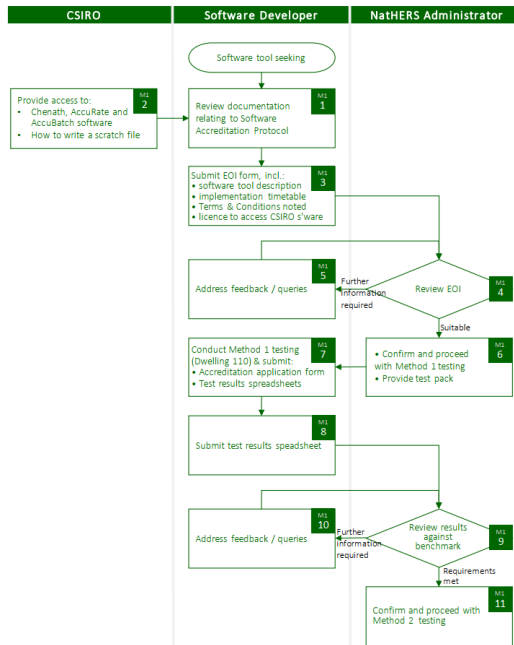 CSIRO
Software Developer
NatHERS Administrator
Software tool seeking
M1
2
Provide access to:
• Chenath, AccuRate and
AccuBatch software
• How to write a scratch file
M1
1
Review documentation
relating to Software
Accreditation Protocol
M1
3
Submit EOI form, incl.:
• software tool description
• implementation timetable
• Terms & Conditions noted
• licence to access CSIRO s'ware
M1
5
Address feedback / queries
Further
information
required
Review EOI
M1
4
Suitable
M1
7
Conduct Method 1 testing
(Dwelling 110) & submit:
• Accreditation application form
• Test results spreadsheets
M1
6
• Confirm and proceed
with Method 1 testing
• Provide test pack
M1
8
Submit test results speadsheet
M1
10
Address feedback / queries
Further
information
required
Review results
against
benchmark
M1
9
Requirements
met
M1
11
Confirm and proceed with
Method 2 testing